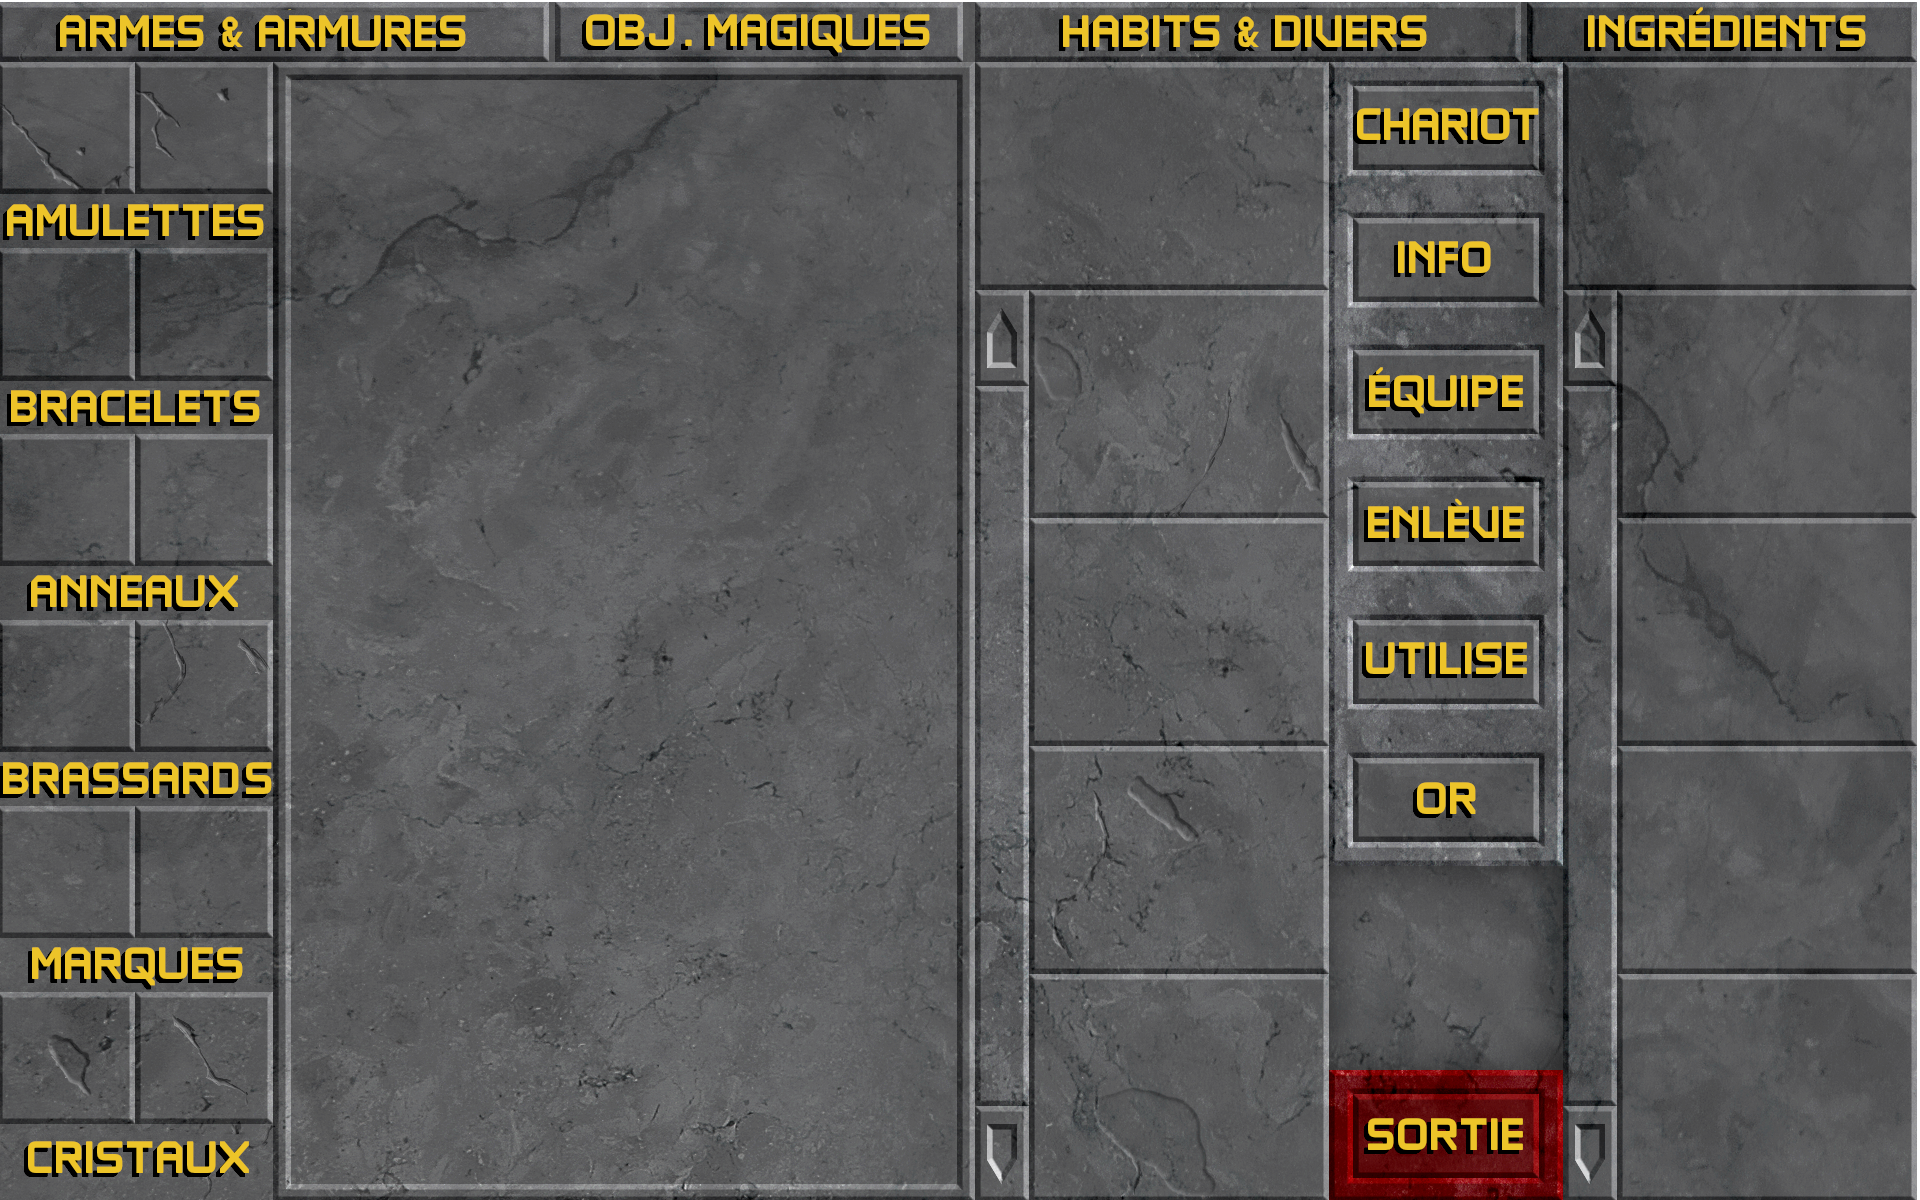 ARMES & ARMURES
OBJ. MAGIQUES
HABITS & DIVERS
INGRÉDIENTS
AMULETTES
BRACELETS
ANNEAUX
BRASSARDS
MARQUES
CRISTAUX
CHARIOT
INFO
ÉQUIPE
ENLÈVE
UTILISE
OR
SORTIE